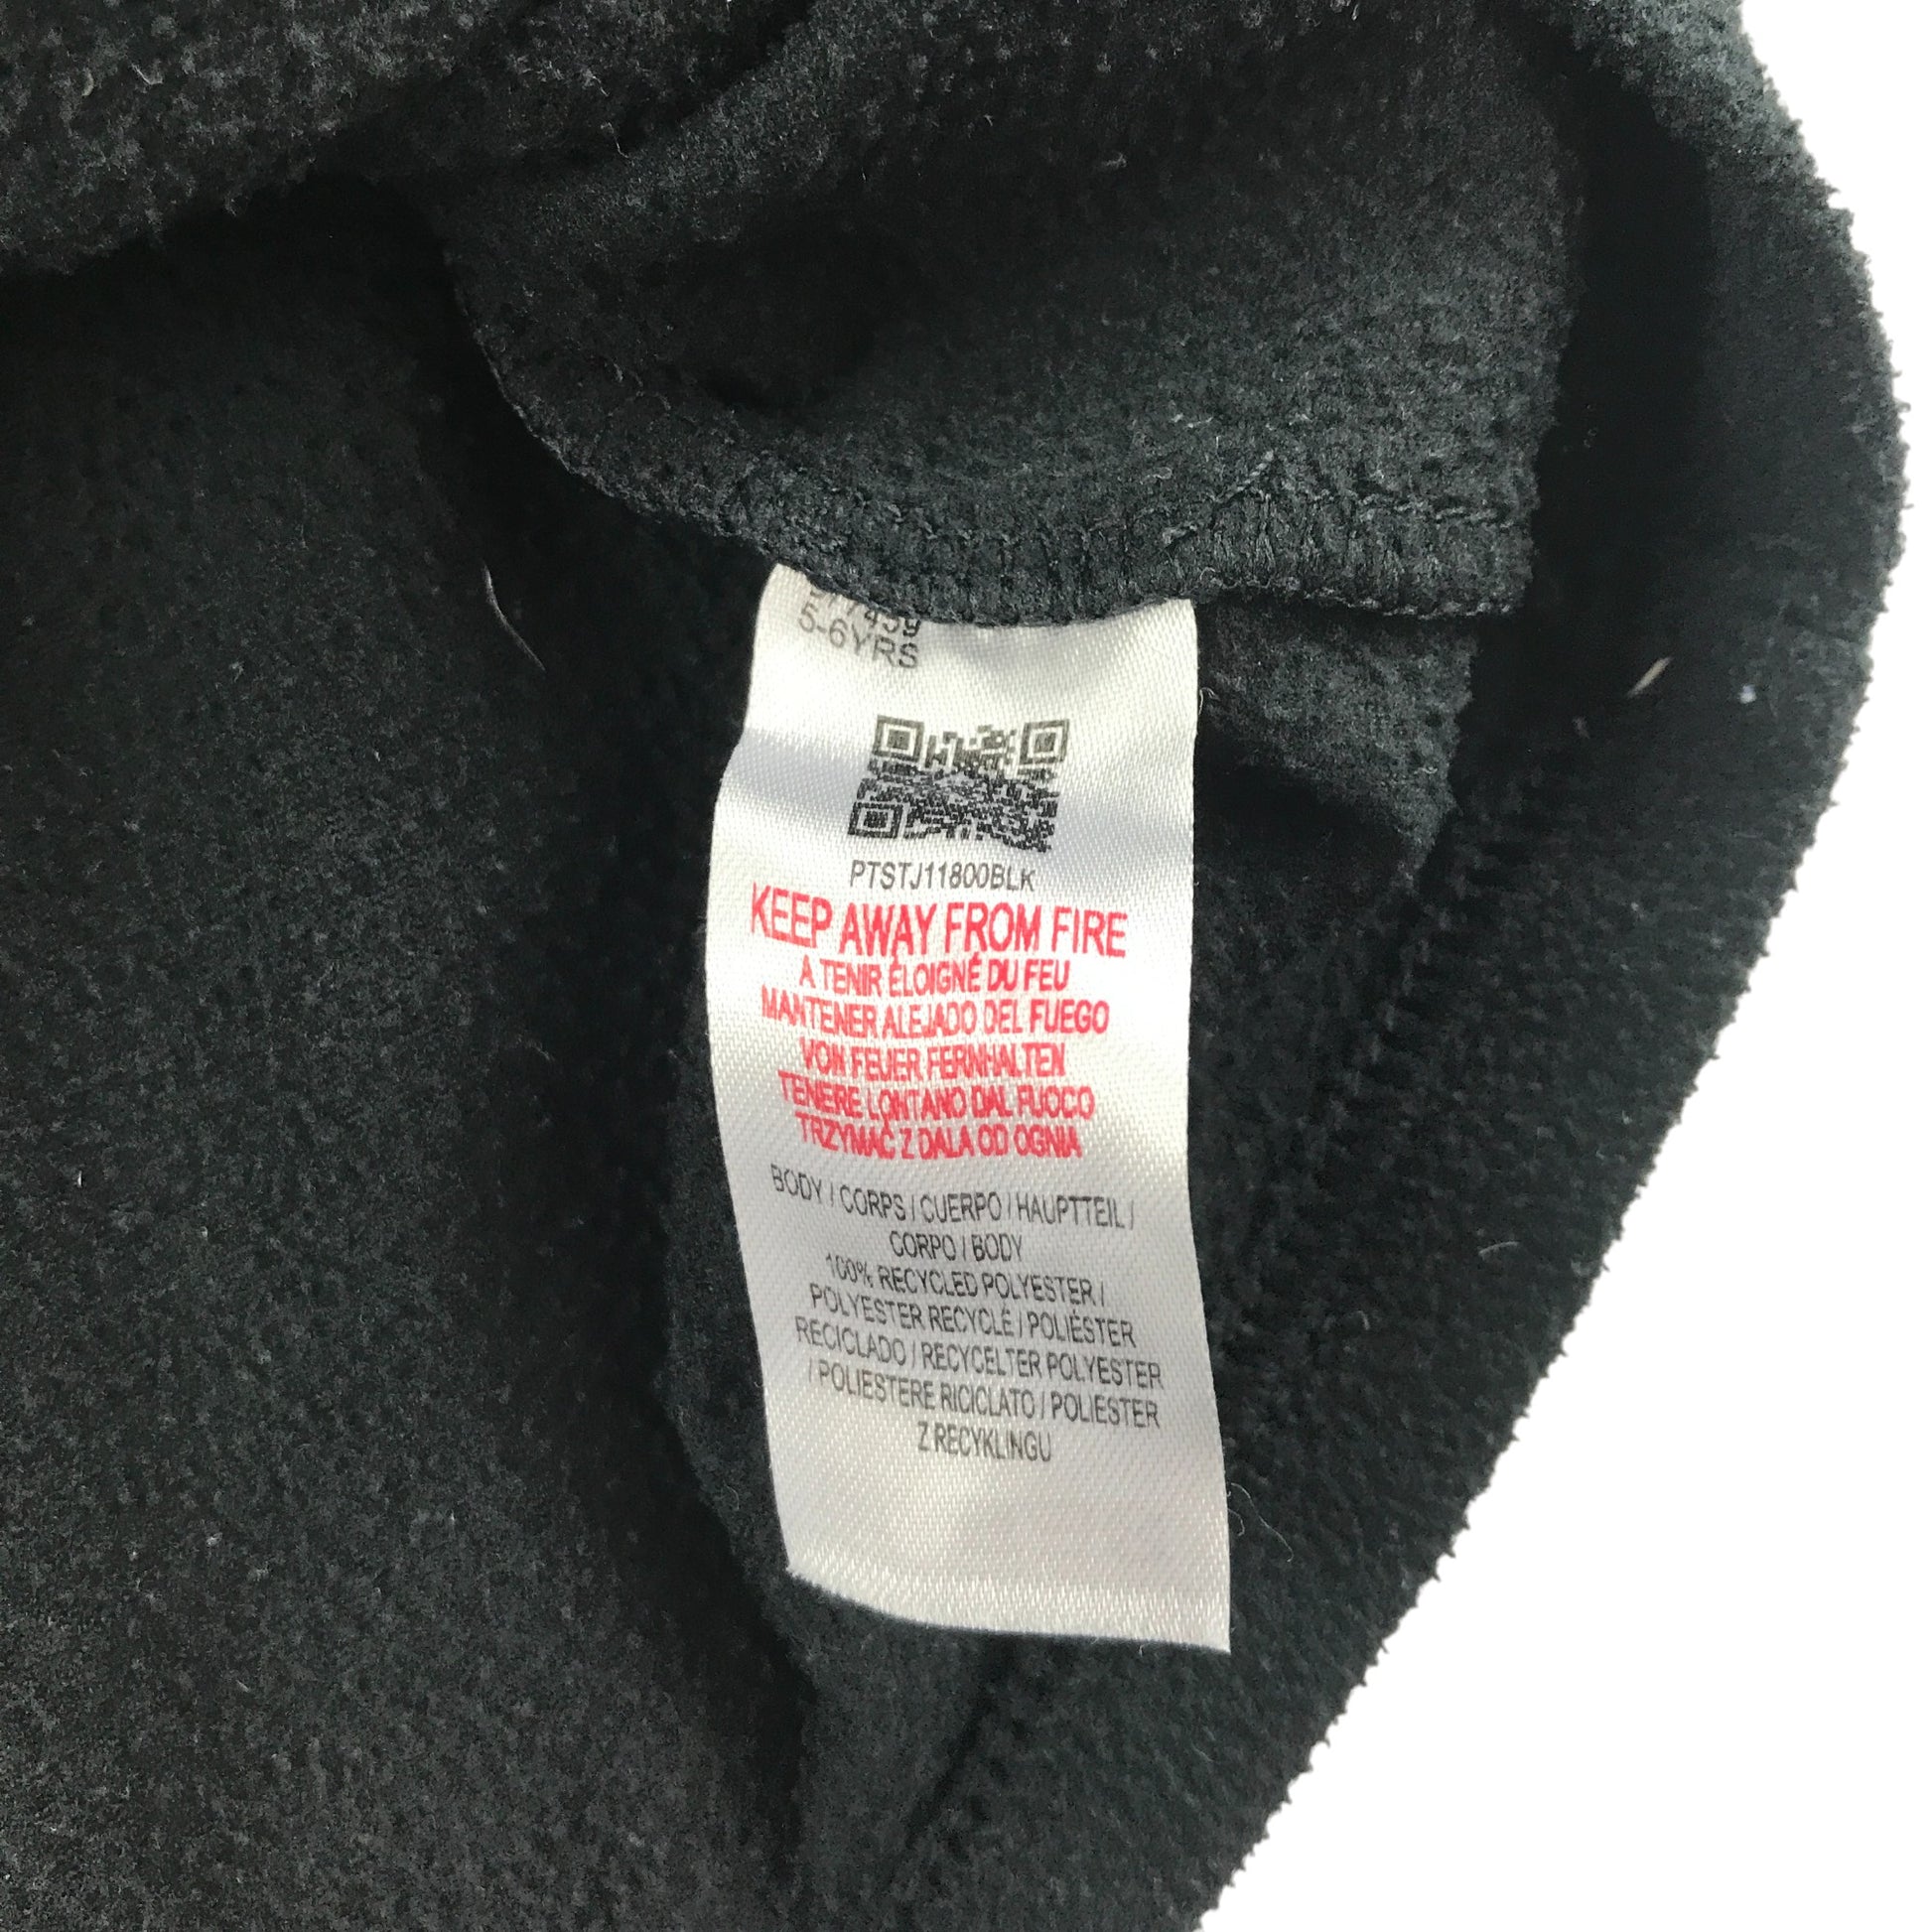 5-6YRS
PTSTJ11800BLK
KEEP AWAY FROM FIRE
A TENIR ÉLOIGNÉ DU FEU
MANTENER ALEJADO DEL FUEGO
VON FEUER FERNHALTEN
TENERE LONTANO DAL FUOCO
TRZYMAĆ Z DALA OD OGNIA
BODY / CORPS / CUERPO / HAUPTTEIL /
CORPO / BODY
100% RECYCLED POLYESTER /
POLYESTER RECYCLÉ / POLIÉSTER
RECICLADO / RECYCELTER POLYESTER
/ POLIESTERE RICICLATO / POLIESTER
Z RECYKLINGU